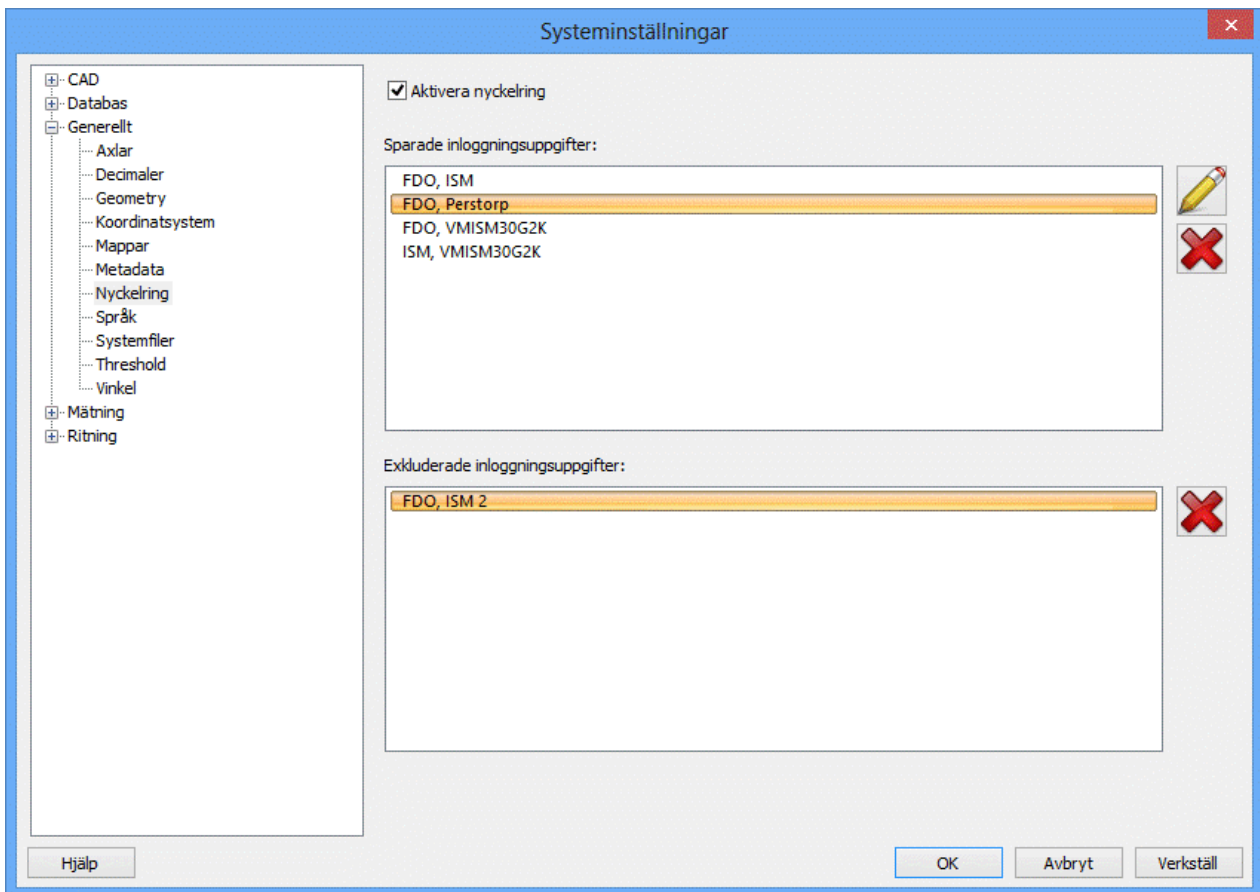 Systeminställningar
CAD
Databas
Generellt
Axlar
Decimaler
Geometry
Koordinatsystem
Mappar
Metadata
Nyckelring
Språk
Systemfiler
Threshold
Vinkel
Mätning
Ritning
Aktivera nyckelring
Sparade inloggningsuppgifter:
FDO, ISM
FDO, Perstorp
FDO, VMISM30G2K
ISM, VMISM30G2K
Exkluderade inloggningsuppgifter:
FDO, ISM 2
Hjälp
OK
Avbryt
Verkställ